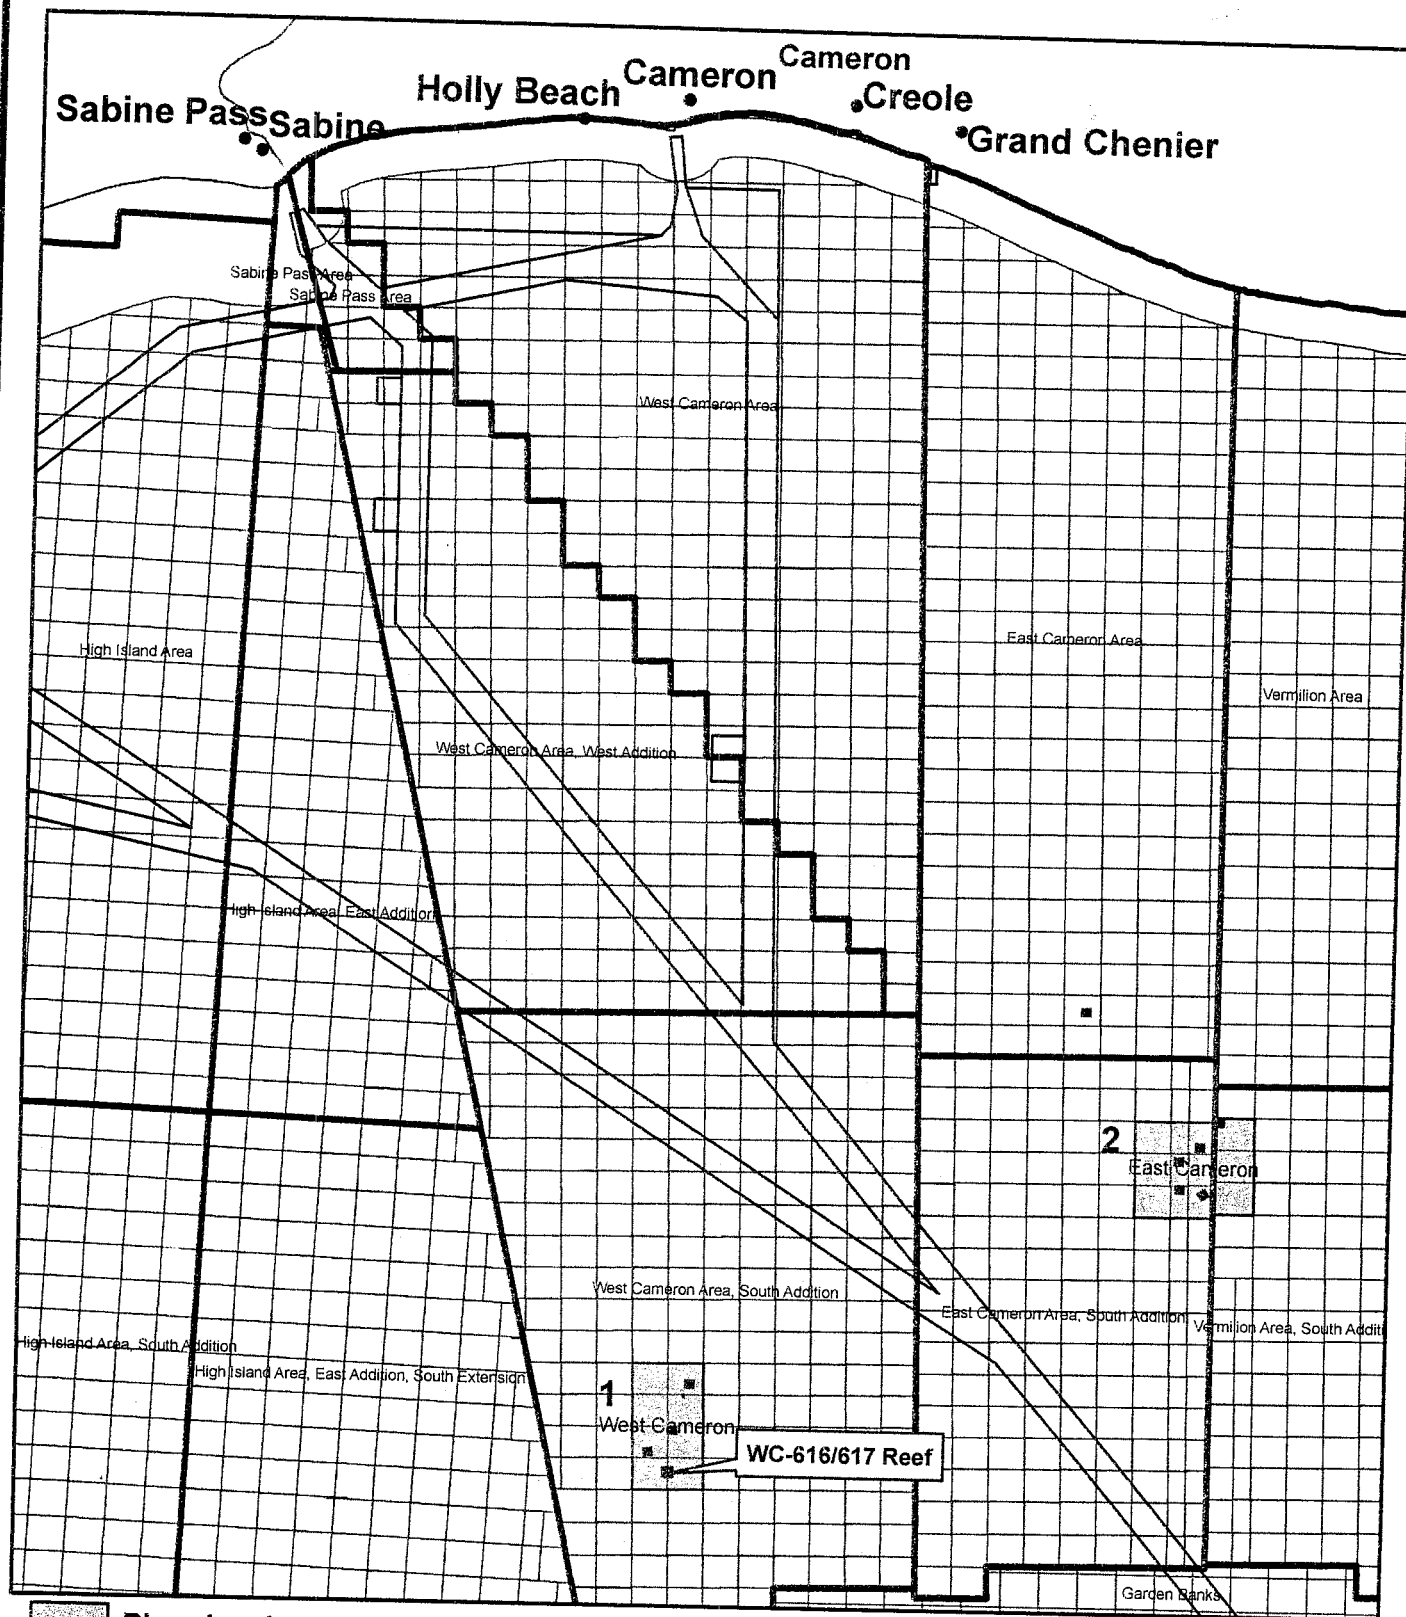 Cameron
Cameron
Holly Beach
Creole
Sabine Pass
Sabine
Grand Chenier
Sabine Pass Area
Sabine Pass Area
West Cameron Area
East Cameron Area
High Island Area
Vermilion Area
West Cameron Area, West Addition
High Island Area, East Addition
2
East Cameron
West Cameron Area, South Addition
East Cameron Area, South Addition
Vermilion Area, South Additi
High Island Area, South Addition
High Island Area, East Addition, South Extension
1
West Cameron
WC-616/617 Reef
Garden Banks